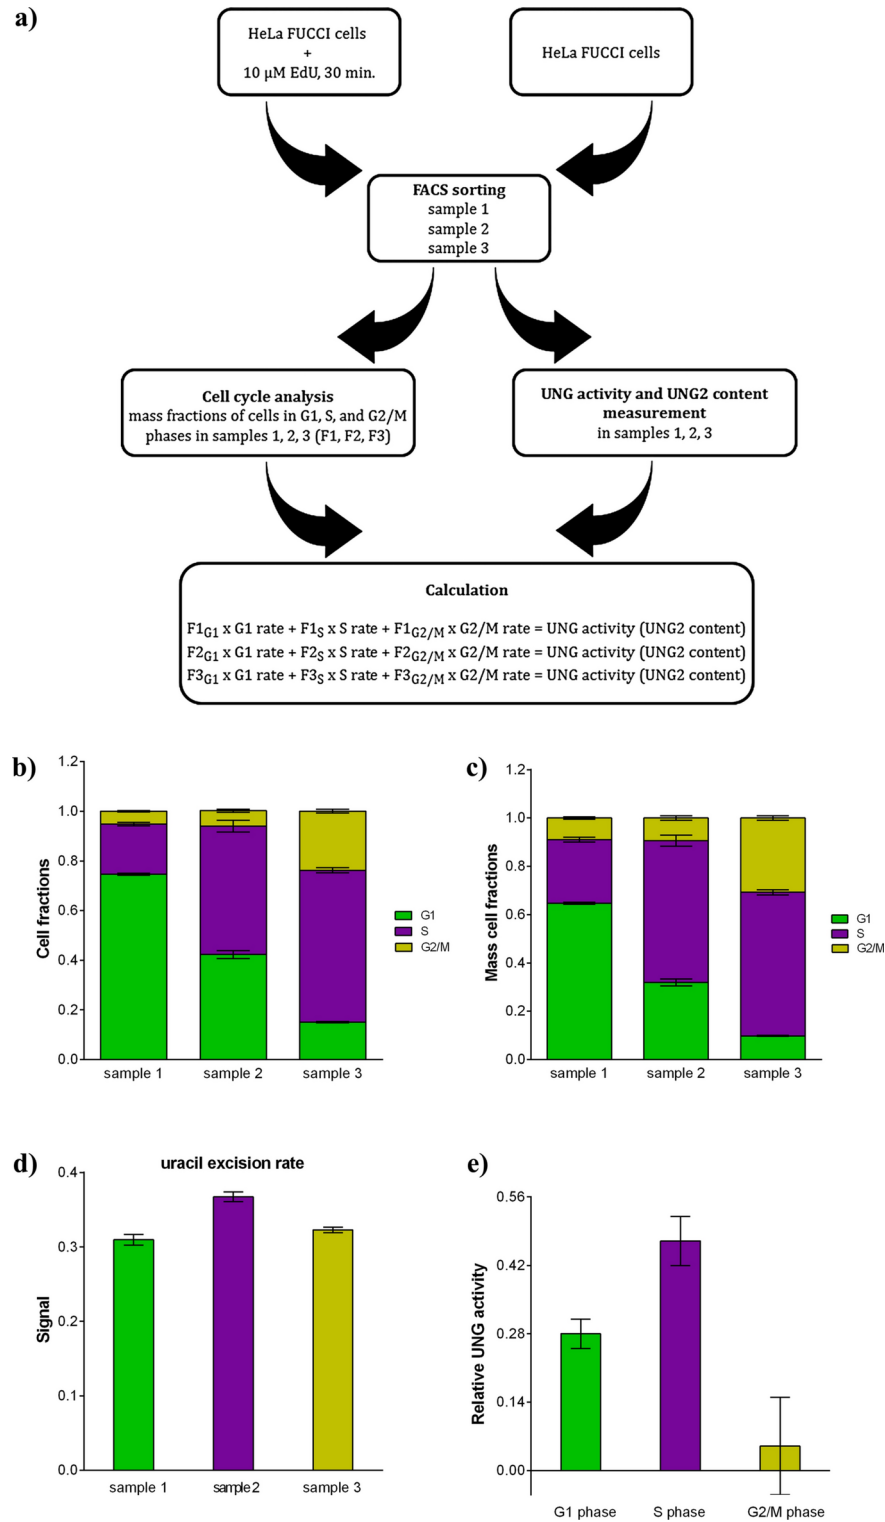 a)
HeLa FUCCI cells
+
10 μM EdU, 30 min.
HeLa FUCCI cells
FACS sorting
sample 1
sample 2
sample 3
Cell cycle analysis
mass fractions of cells in G1, S, and G2/M
phases in samples 1, 2, 3 (F1, F2, F3)
UNG activity and UNG2 content
measurement
in samples 1, 2, 3
Calculation
F1G1 x G1 rate + F1S x S rate + F1G2/M x G2/M rate = UNG activity (UNG2 content)
F2G1 x G1 rate + F2S x S rate + F2G2/M x G2/M rate = UNG activity (UNG2 content)
F3G1 x G1 rate + F3S x S rate + F3G2/M x G2/M rate = UNG activity (UNG2 content)
b)
Cell fractions
1.2
1.0
0.8
0.6
0.4
0.2
0.0
sample 1
sample 2
sample 3
G1
S
G2/M
c)
Mass cell fractions
1.2
1.0
0.8
0.6
0.4
0.2
0.0
sample 1
sample 2
sample 3
G1
S
G2/M
d)
uracil excision rate
Signal
0.4
0.3
0.2
0.1
0.0
sample 1
sample2
sample 3
e)
Relative UNG activity
0.56
0.42
0.28
0.14
0.00
G1 phase
S phase
G2/M phase